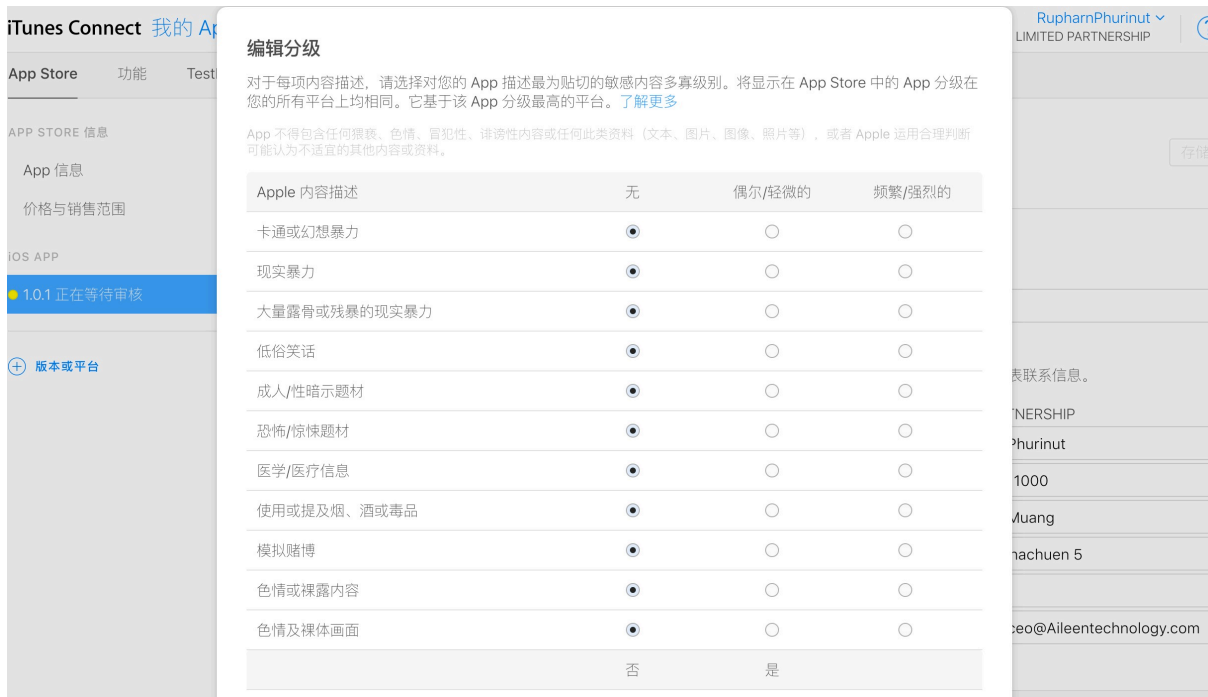 iTunes Connect 我的 Ap
RupharnPhurinut
LIMITED PARTNERSHIP
App Store 功能 Test
APP STORE 信息
App 信息
价格与销售范围
iOS APP
1.0.1 正在等待审核
版本或平台
编辑分级
对于每项内容描述，请选择对您的 App 描述最为贴切的敏感内容多寡级别。将显示在 App Store 中的 App 分级在
您的所有平台上均相同。它基于该 App 分级最高的平台。了解更多
App 不得包含任何猥亵、色情、冒犯性、诽谤性内容或任何此类资料（文本、图片、图像、照片等），或者 Apple 运用合理判断
可能认为不适宜的其他内容或资料。
存储
Apple 内容描述 无 偶尔/轻微的 频繁/强烈的
卡通或幻想暴力
现实暴力
大量露骨或残暴的现实暴力
低俗笑话
成人/性暗示题材
恐怖/惊悚题材
医学/医疗信息
使用或提及烟、酒或毒品
模拟赌博
色情或裸露内容
色情及裸体画面
否 是
表联系信息。
TNERSHIP
Phurinut
1000
Muang
hachuen 5
ceo@Aileentechnology.com